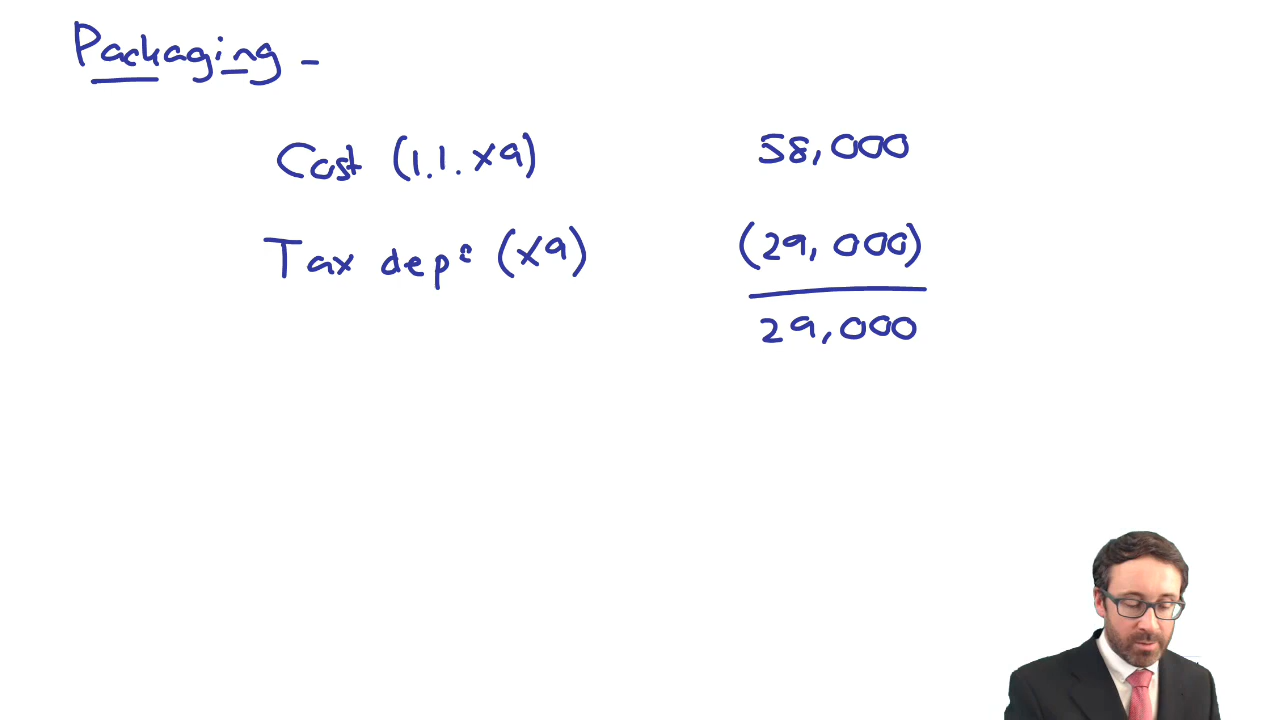 Packaging -
Cost (1.1.X9) 58,000
Tax depn (X9) (29,000)
29,000